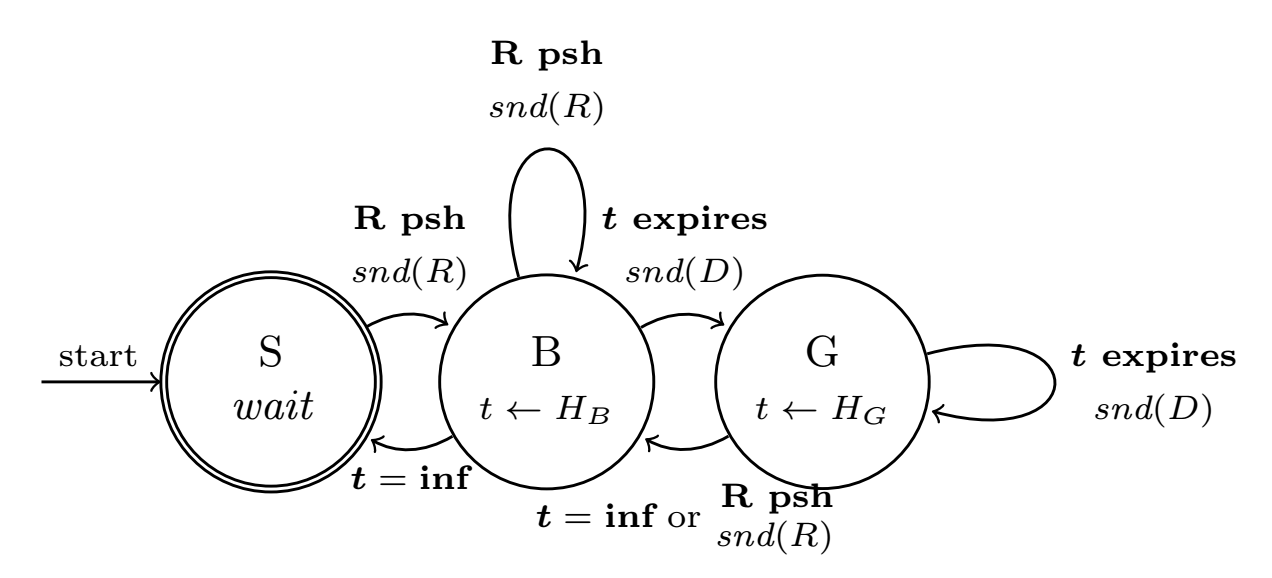 R psh
snd(R)
R psh
snd(R)
t expires
snd(D)
start
S
wait
B
t ← H_B
G
t ← H_G
t expires
snd(D)
t = inf
t = inf or R psh
snd(R)